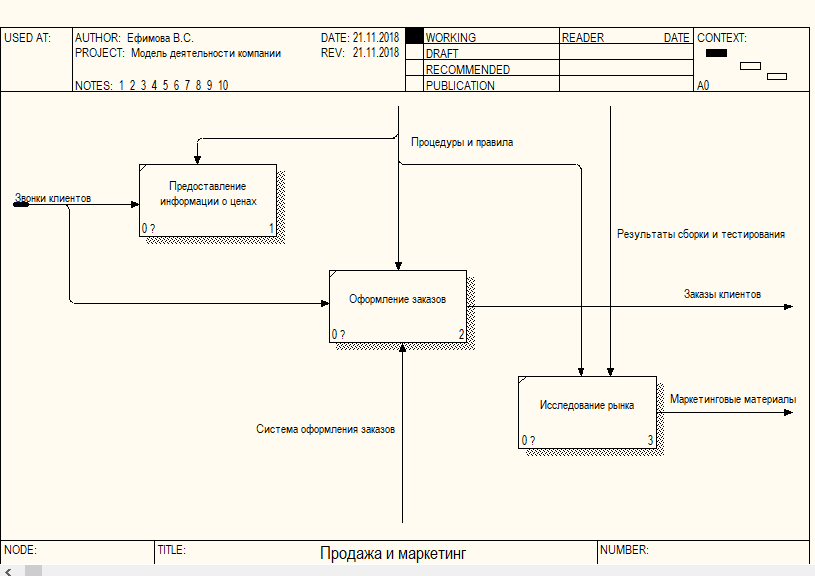 USED AT:
AUTHOR: Ефимова В.С.
DATE: 21.11.2018
WORKING
READER
DATE
CONTEXT:
PROJECT: Модель деятельности компании
REV: 21.11.2018
DRAFT
RECOMMENDED
NOTES: 1 2 3 4 5 6 7 8 9 10
PUBLICATION
A0
Процедуры и правила
Предоставление
информации о ценах
0 ?
1
Звонки клиентов
Результаты сборки и тестирования
Оформление заказов
0 ?
2
Заказы клиентов
Исследование рынка
0 ?
3
Маркетинговые материалы
Система оформления заказов
NODE:
TITLE:
Продажа и маркетинг
NUMBER: